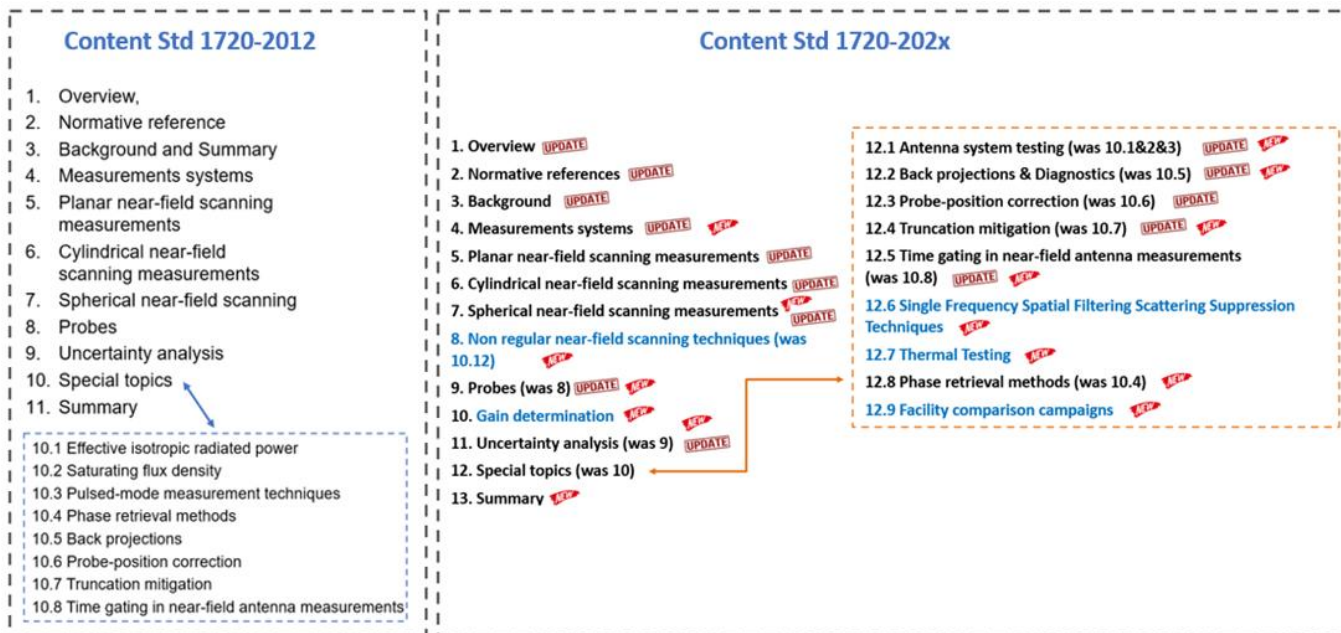 Content Std 1720-2012
1. Overview,
2. Normative reference
3. Background and Summary
4. Measurements systems
5. Planar near-field scanning
measurements
6. Cylindrical near-field
scanning measurements
7. Spherical near-field scanning
8. Probes
9. Uncertainty analysis
10. Special topics
11. Summary
10.1 Effective isotropic radiated power
10.2 Saturating flux density
10.3 Pulsed-mode measurement techniques
10.4 Phase retrieval methods
10.5 Back projections
10.6 Probe-position correction
10.7 Truncation mitigation
10.8 Time gating in near-field antenna measurements
Content Std 1720-202x
1. Overview UPDATE
2. Normative references UPDATE
3. Background UPDATE
4. Measurements systems UPDATE NEW
5. Planar near-field scanning measurements UPDATE
6. Cylindrical near-field scanning measurements UPDATE
7. Spherical near-field scanning measurements NEW
UPDATE
8. Non regular near-field scanning techniques (was
10.12) NEW
9. Probes (was 8) UPDATE NEW
10. Gain determination NEW NEW
11. Uncertainty analysis (was 9) UPDATE
12. Special topics (was 10)
13. Summary NEW
12.1 Antenna system testing (was 10.1&2&3) UPDATE NEW
12.2 Back projections & Diagnostics (was 10.5) UPDATE NEW
12.3 Probe-position correction (was 10.6) UPDATE
12.4 Truncation mitigation (was 10.7) UPDATE NEW
12.5 Time gating in near-field antenna measurements
(was 10.8) UPDATE NEW
12.6 Single Frequency Spatial Filtering Scattering Suppression
Techniques NEW
12.7 Thermal Testing NEW
12.8 Phase retrieval methods (was 10.4) NEW
12.9 Facility comparison campaigns NEW